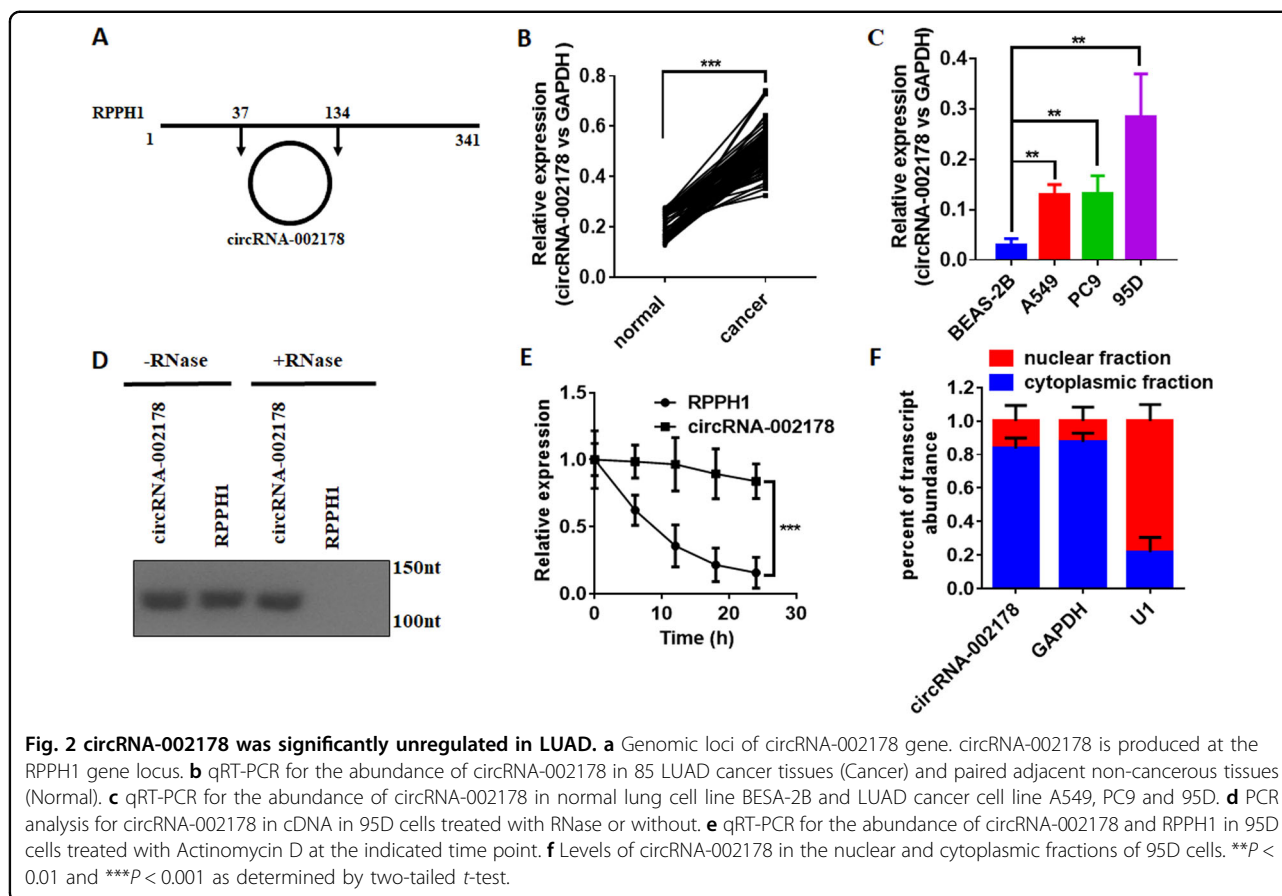 A
RPPH1
37
134
1
341
circRNA-002178
B
Relative expression
(circRNA-002178 vs GAPDH)
0.8
0.6
0.4
0.2
0.0
***
normal
cancer
C
Relative expression
(circRNA-002178 vs GAPDH)
0.4
0.3
0.2
0.1
0.0
**
**
**
BEAS-2B
A549
PC9
95D
D
-RNase
+RNase
circRNA-002178
RPPH1
circRNA-002178
RPPH1
150nt
100nt
E
Relative expression
1.5
1.0
0.5
0.0
RPPH1
circRNA-002178
***
0
10
20
30
Time (h)
F
nuclear fraction
cytoplasmic fraction
percent of transcript
abundance
1.2
1.0
0.8
0.6
0.4
0.2
0.0
circRNA-002178
GAPDH
U1
Fig. 2 circRNA-002178 was significantly unregulated in LUAD. a Genomic loci of circRNA-002178 gene. circRNA-002178 is produced at the
RPPH1 gene locus. b qRT-PCR for the abundance of circRNA-002178 in 85 LUAD cancer tissues (Cancer) and paired adjacent non-cancerous tissues
(Normal). c qRT-PCR for the abundance of circRNA-002178 in normal lung cell line BESA-2B and LUAD cancer cell line A549, PC9 and 95D. d PCR
analysis for circRNA-002178 in cDNA in 95D cells treated with RNase or without. e qRT-PCR for the abundance of circRNA-002178 and RPPH1 in 95D
cells treated with Actinomycin D at the indicated time point. f Levels of circRNA-002178 in the nuclear and cytoplasmic fractions of 95D cells. **P <
0.01 and ***P < 0.001 as determined by two-tailed t-test.